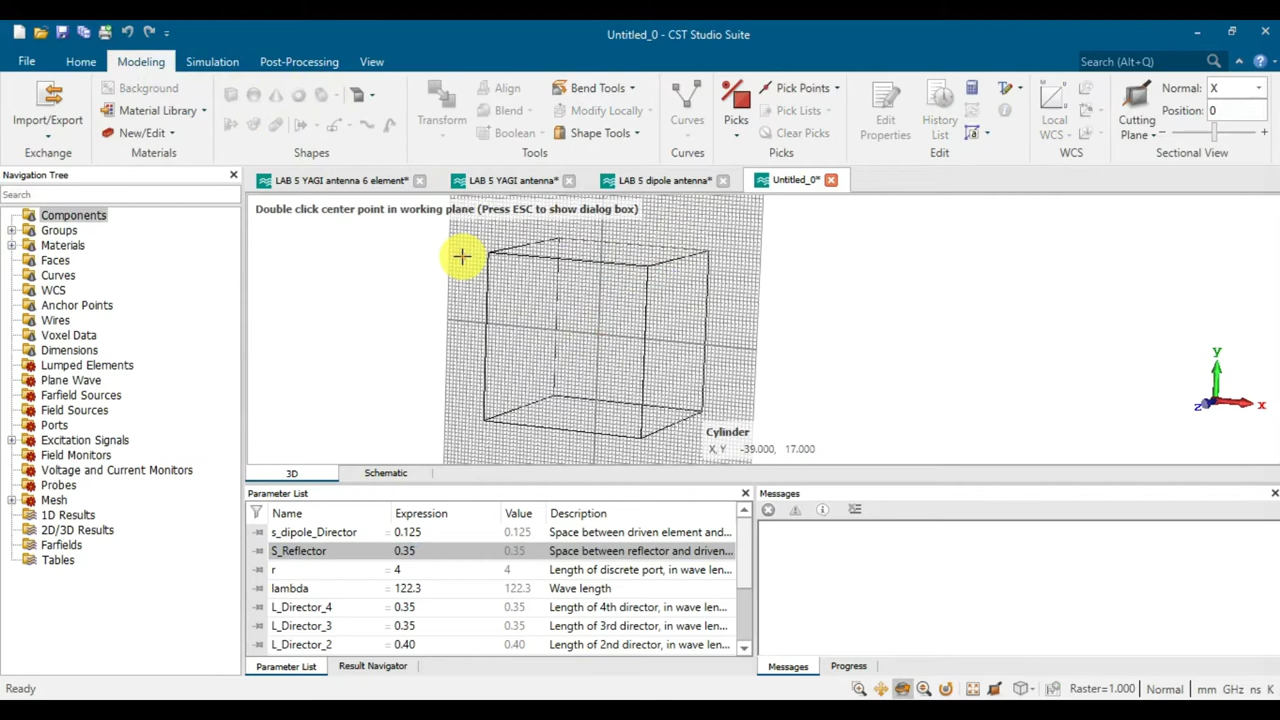 Untitled_0 - CST Studio Suite
File Home Modeling Simulation Post-Processing View Search (Alt+Q)
Import/Export
Exchange
Background
Material Library
New/Edit
Materials
Shapes
Transform
Align
Blend
Boolean
Bend Tools
Modify Locally
Shape Tools
Tools
Curves
Curves
Picks
Pick Points
Pick Lists
Clear Picks
Picks
Edit
Properties
History
List
Edit
Local
WCS
WCS
Cutting
Plane
Normal: X
Position: 0
Sectional View
Navigation Tree
Search
Components
Groups
Materials
Faces
Curves
WCS
Anchor Points
Wires
Voxel Data
Dimensions
Lumped Elements
Plane Wave
Farfield Sources
Field Sources
Ports
Excitation Signals
Field Monitors
Voltage and Current Monitors
Probes
Mesh
1D Results
2D/3D Results
Farfields
Tables
LAB 5 YAGI antenna 6 element* LAB 5 YAGI antenna* LAB 5 dipole antenna* Untitled_0*
Double click center point in working plane (Press ESC to show dialog box)
Cylinder
X, Y -39.000, 17.000
y
z x
3D Schematic
Parameter List
Name Expression Value Description
s_dipole_Director = 0.125 0.125 Space between driven element and...
S_Reflector = 0.35 0.35 Space between reflector and driven...
r = 4 4 Length of discrete port, in wave len...
lambda = 122.3 122.3 Wave length
L_Director_4 = 0.35 0.35 Length of 4th director, in wave len...
L_Director_3 = 0.35 0.35 Length of 3rd director, in wave len...
L_Director_2 = 0.40 0.40 Length of 2nd director, in wave len...
Parameter List Result Navigator
Messages
Messages Progress
Ready Raster=1.000 Normal mm GHz ns K